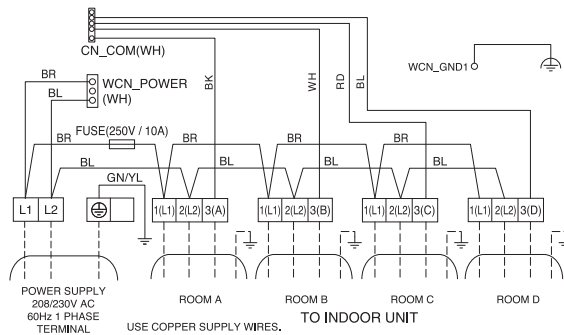 CN_COM(WH)
BR
WCN_POWER
(WH)
BL
BK
WH
RD
BL
WCN_GND1
FUSE(250V / 10A)
BR
BR
BR
BL
BL
BL
GN/YL
L1 L2
1(L1) 2(L2) 3(A)
1(L1) 2(L2) 3(B)
1(L1) 2(L2) 3(C)
1(L1) 2(L2) 3(D)
POWER SUPPLY
208/230V AC
60Hz 1 PHASE
TERMINAL
ROOM A
ROOM B
ROOM C
ROOM D
TO INDOOR UNIT
USE COPPER SUPPLY WIRES.